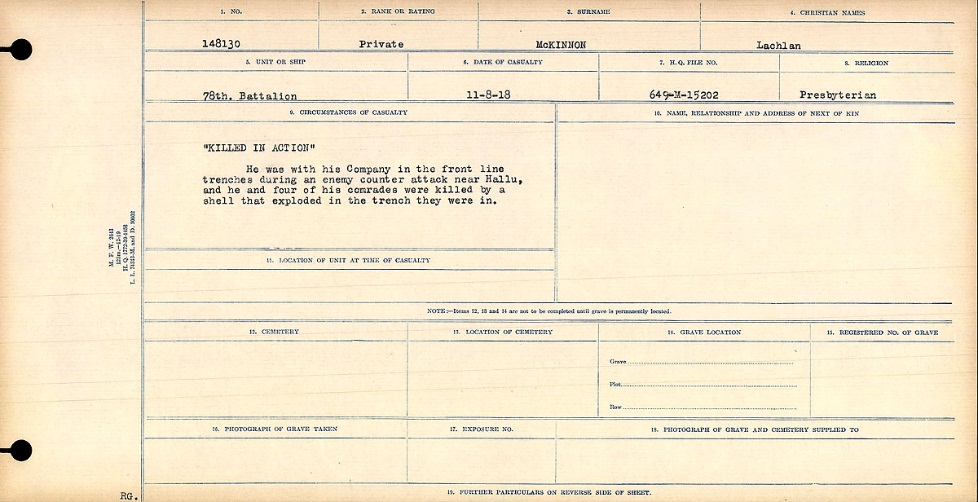 1. NO. 2. RANK OR RATING 3. SURNAME 4. CHRISTIAN NAMES
148130 Private McKINNON Lachlan
5. UNIT OR SHIP 6. DATE OF CASUALTY 7. H.Q. FILE NO. 8. RELIGION
78th. Battalion 11-8-18 649-M-15202 Presbyterian
9. CIRCUMSTANCES OF CASUALTY 10. NAME, RELATIONSHIP AND ADDRESS OF NEXT OF KIN
"KILLED IN ACTION"
He was with his Company in the front line
trenches during an enemy counter attack near Hallu,
and he and four of his comrades were killed by a
shell that exploded in the trench they were in.
M. F. W. 2643
11. LOCATION OF UNIT AT TIME OF CASUALTY
NOTE:—Items 12, 13 and 14 are not to be completed until grave is permanently located.
12. CEMETERY 13. LOCATION OF CEMETERY 14. GRAVE LOCATION 15. REGISTERED NO. OF GRAVE
Grave
Plot
Row
16. PHOTOGRAPH OF GRAVE TAKEN 17. EXPOSURE NO. 18. PHOTOGRAPH OF GRAVE AND CEMETERY SUPPLIED TO
RG.
19. FURTHER PARTICULARS ON REVERSE SIDE OF SHEET.